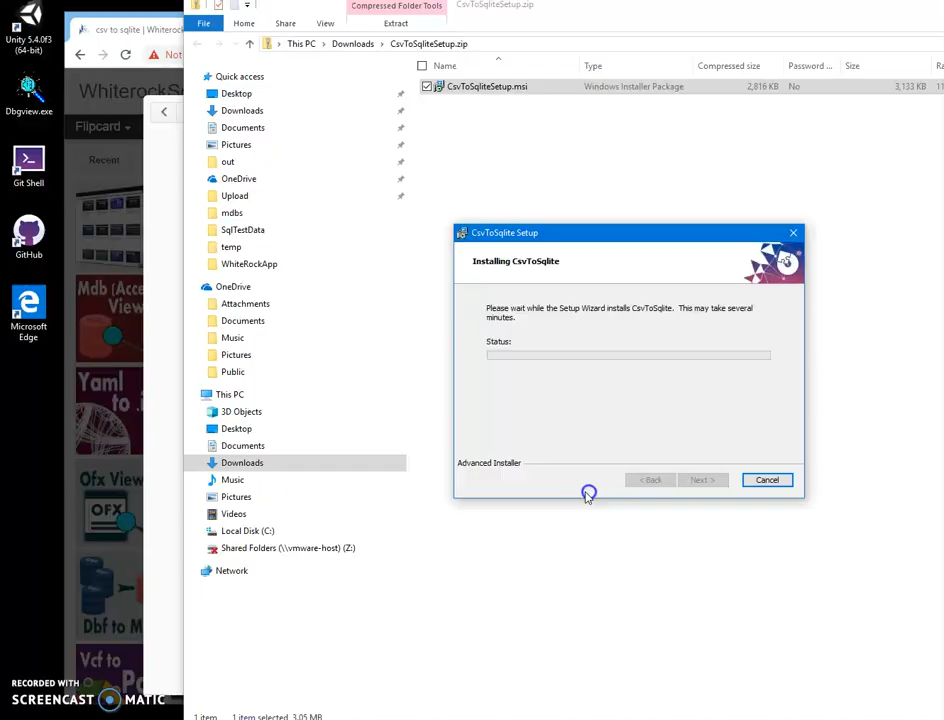 Unity 5.4.0f3
(64-bit)
Dbgview.exe
Git Shell
GitHub
Microsoft
Edge
csv to sqlite | Whiterock
Not
Flipcard
Recent
Mdb (Acce
View
Yaml
to
Ofx View
OFX
Dbf to M
Vcf to
RECORDED WITH
SCREENCAST MATIC
Compressed Folder Tools
CsvToSqliteSetup.zip
File Home Share View Extract
This PC Downloads CsvToSqliteSetup.zip
Name Type Compressed size Password ... Size Ra
CsvToSqliteSetup.msi Windows Installer Package 2,816 KB No 3,133 KB 11
Quick access
Desktop
Downloads
Documents
Pictures
out
OneDrive
Upload
mdbs
SqlTestData
temp
WhiteRockApp
OneDrive
Attachments
Documents
Music
Pictures
Public
This PC
3D Objects
Desktop
Documents
Downloads
Music
Pictures
Videos
Local Disk (C:)
Shared Folders (\\vmware-host) (Z:)
Network
CsvToSqlite Setup
Installing CsvToSqlite
Please wait while the Setup Wizard installs CsvToSqlite. This may take several
minutes.
Status:
Advanced Installer
< Back Next > Cancel
1 item 1 item selected 3.05 MB